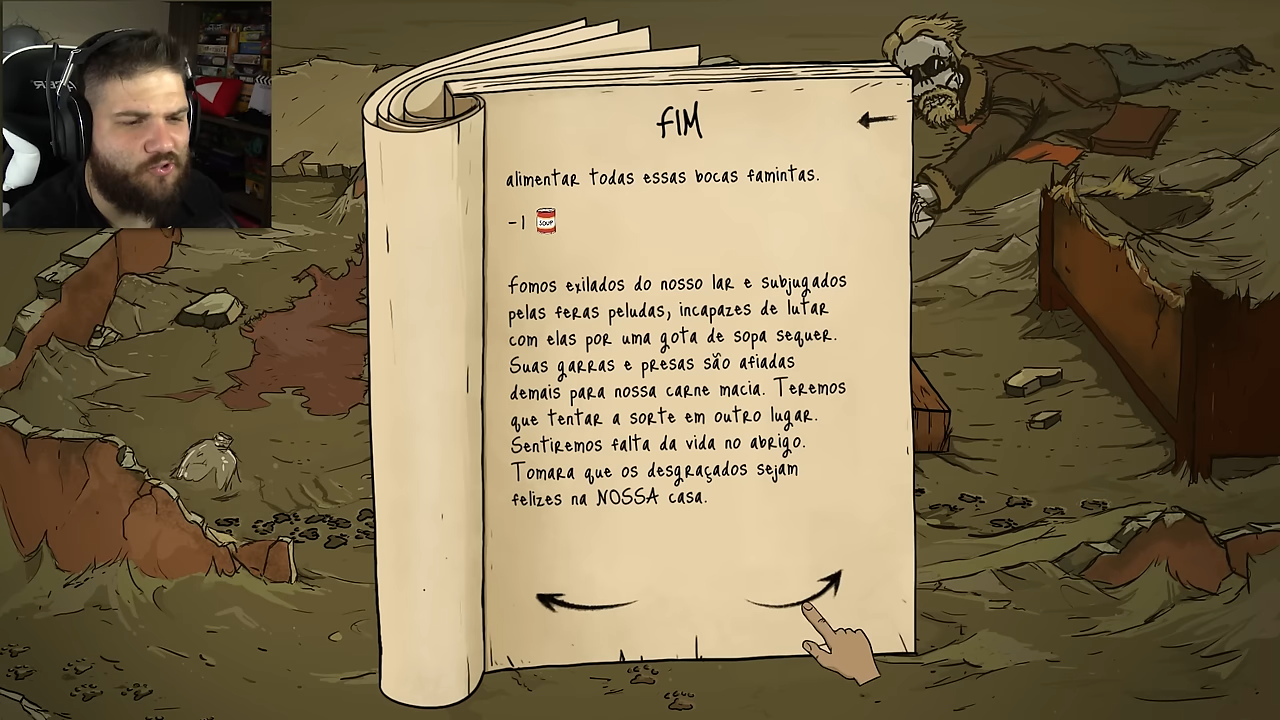 FIM
alimentar todas essas bocas famintas.
-1 SOUP
Fomos exilados do nosso lar e subjugados
pelas feras peludas, incapazes de lutar
com elas por uma gota de sopa sequer.
Suas garras e presas são afiadas
demais para nossa carne macia. Teremos
que tentar a sorte em outro lugar.
Sentiremos falta da vida no abrigo.
Tomara que os desgraçados sejam
felizes na NOSSA casa.